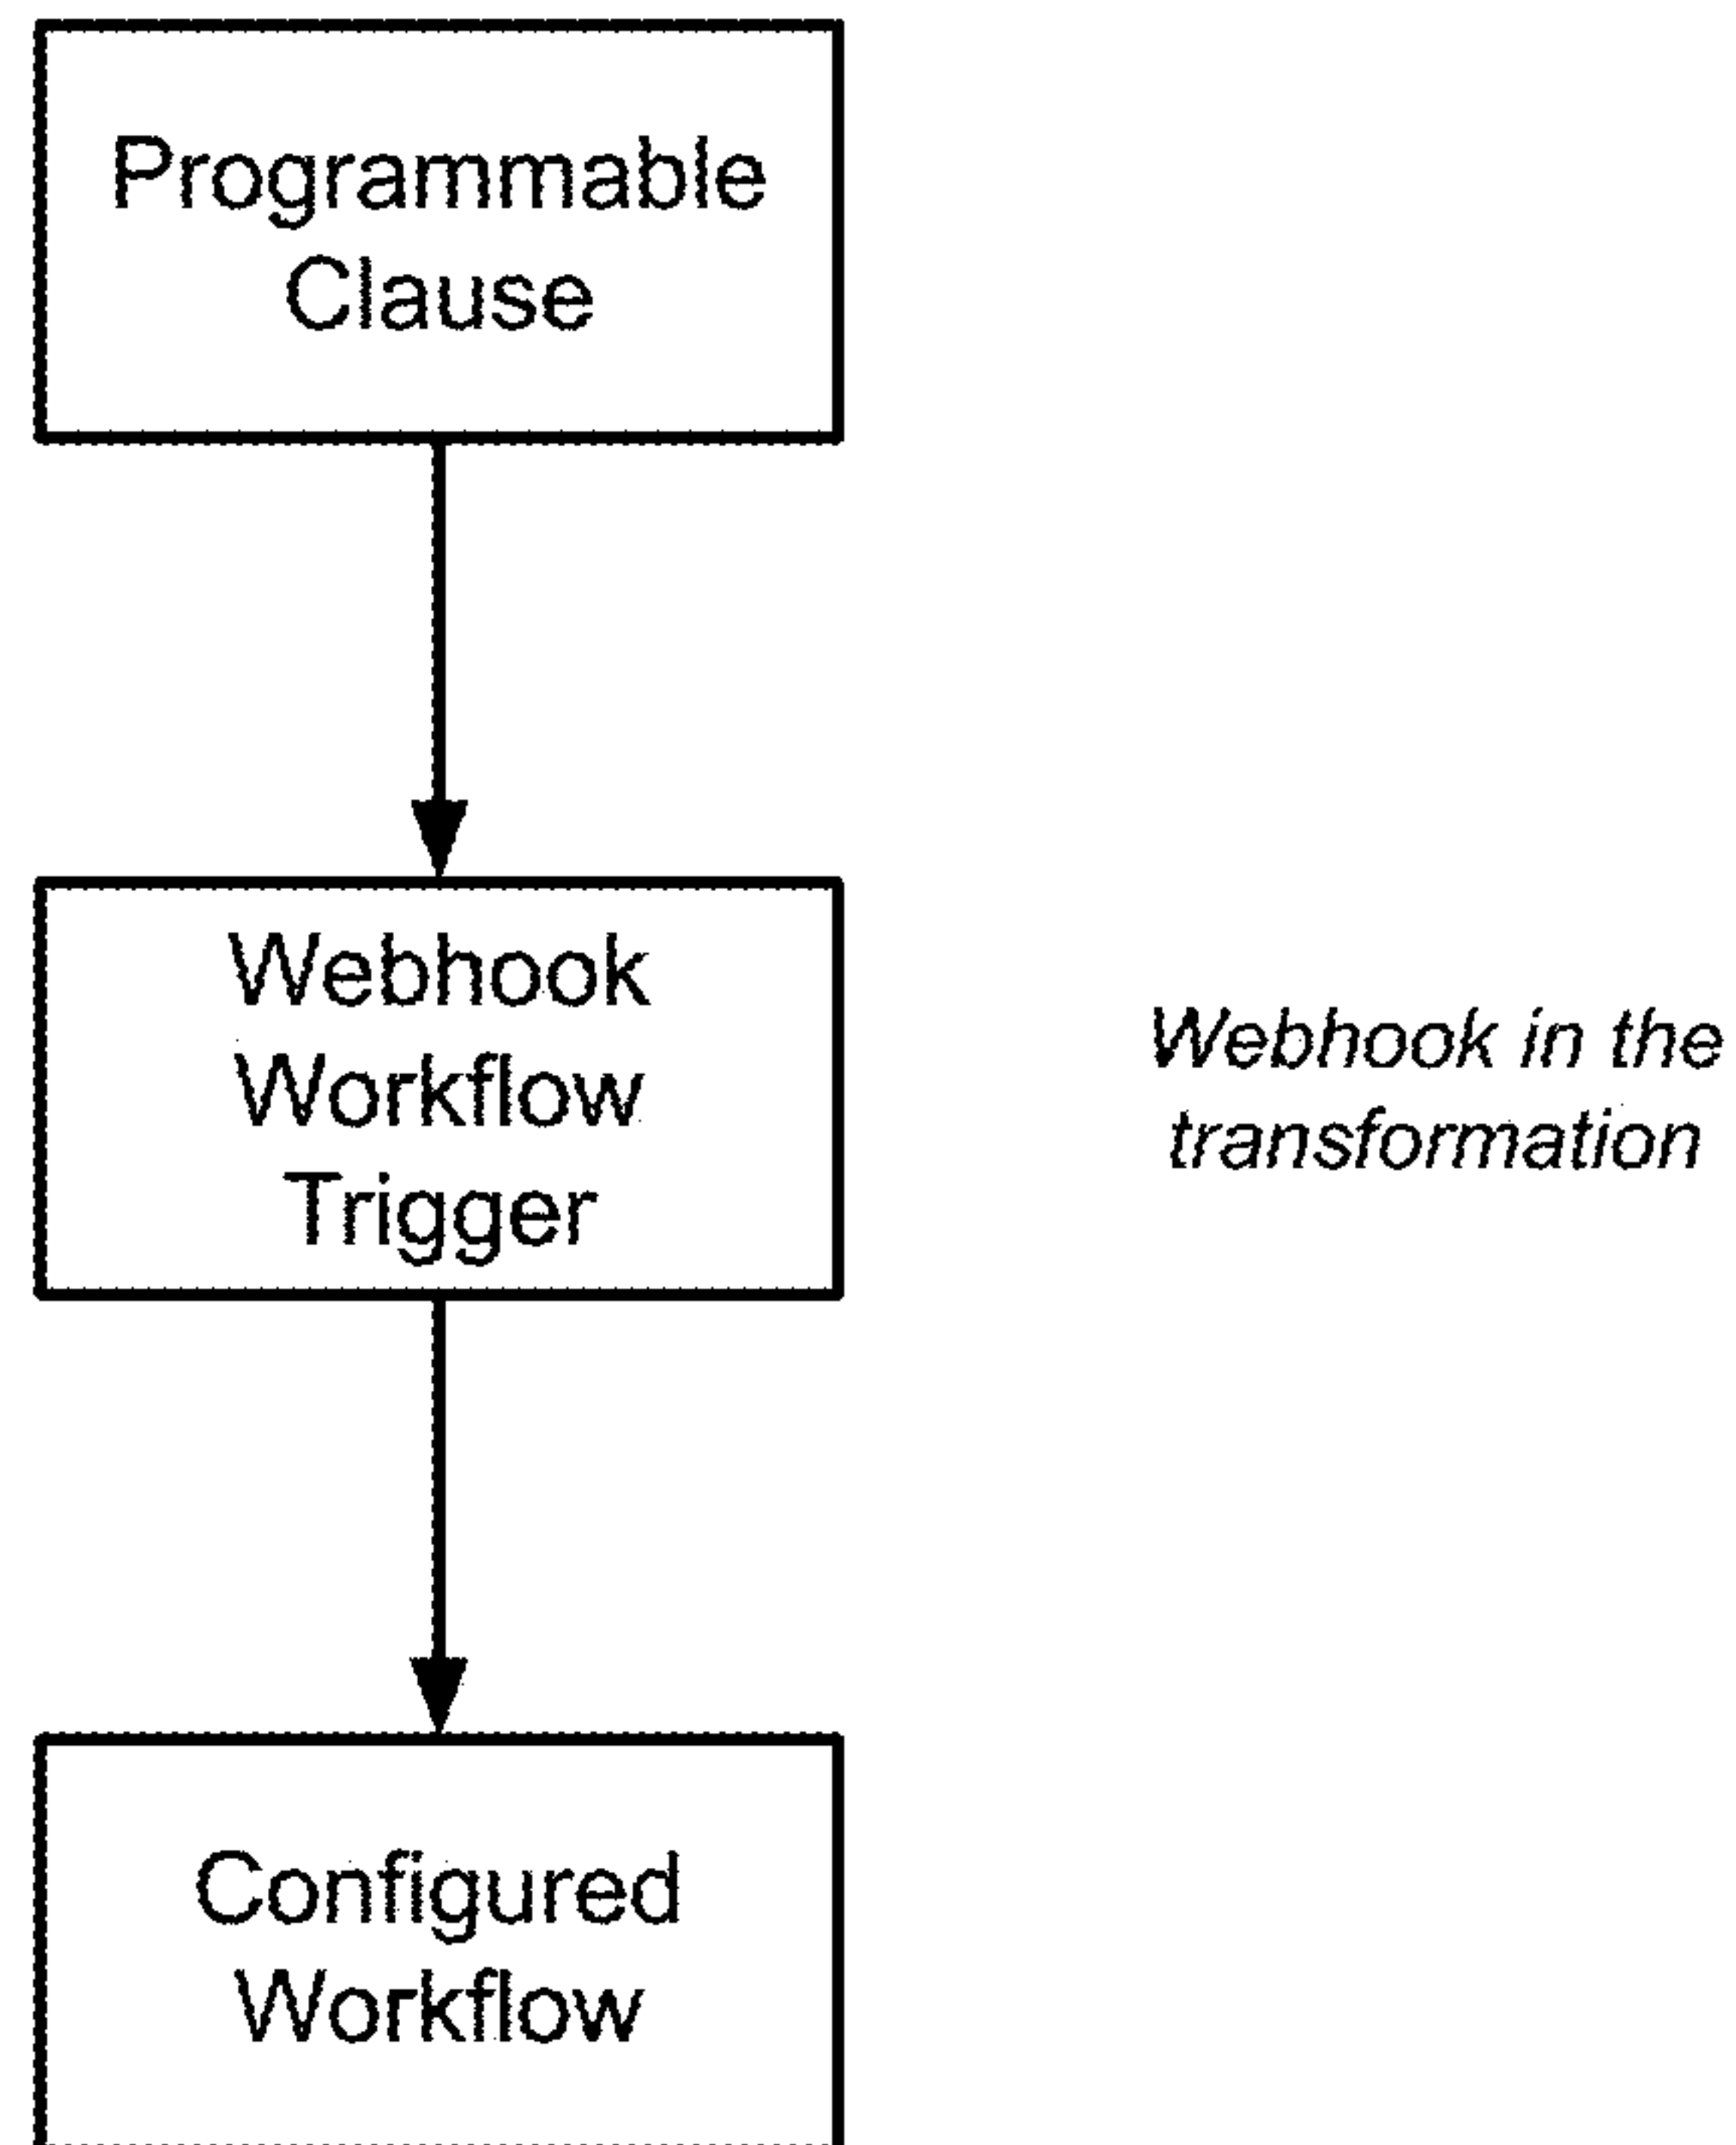 Programmable
Clause
Webhook
Workflow
Trigger
Webhook in the
transformation
Configured
Workflow